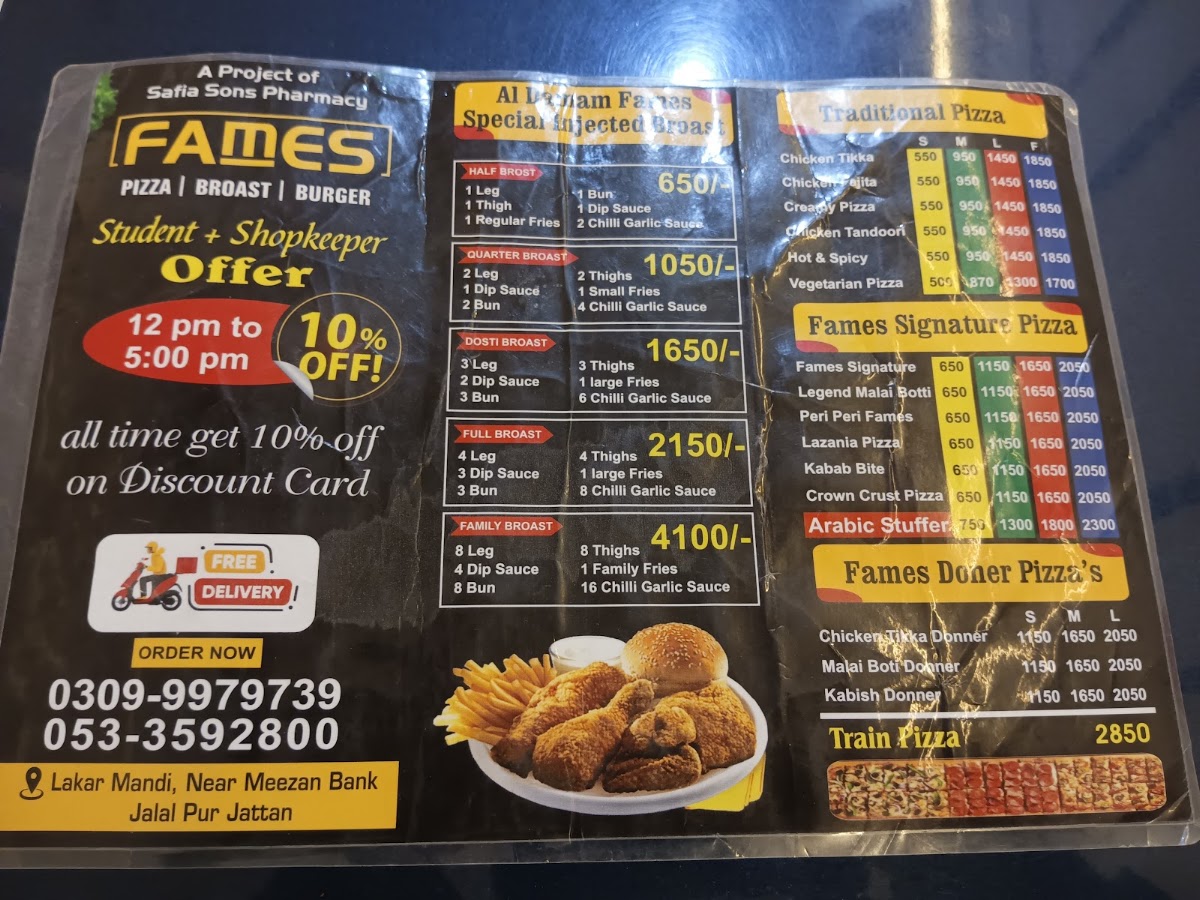 A Project of
Safia Sons Pharmacy
FAMES
PIZZA | BROAST | BURGER
Student + Shopkeeper
Offer
12 pm to
5:00 pm
10%
OFF!
all time get 10% off
on Discount Card
FREE
DELIVERY
ORDER NOW
0309-9979739
053-3592800
Lakar Mandi, Near Meezan Bank
Jalal Pur Jattan
Al Fames
Special Injected Broast
HALF BROST 650/-
1 Leg 1 Bun
1 Thigh 1 Dip Sauce
1 Regular Fries 2 Chilli Garlic Sauce
QUARTER BROAST 1050/-
2 Leg 2 Thighs
1 Dip Sauce 1 Small Fries
2 Bun 4 Chilli Garlic Sauce
DOSTI BROAST 1650/-
3 Leg 3 Thighs
2 Dip Sauce 1 large Fries
3 Bun 6 Chilli Garlic Sauce
FULL BROAST 2150/-
4 Leg 4 Thighs
3 Dip Sauce 1 large Fries
3 Bun 8 Chilli Garlic Sauce
FAMILY BROAST 4100/-
8 Leg 8 Thighs
4 Dip Sauce 1 Family Fries
8 Bun 16 Chilli Garlic Sauce
Traditional Pizza
S M L F
Chicken Tikka 550 950 1450 1850
Chicken Fajita 550 950 1450 1850
Creamy Pizza 550 950 1450 1850
Chicken Tandoori 550 950 1450 1850
Hot & Spicy 550 950 1450 1850
Vegetarian Pizza 500 870 1300 1700
Fames Signature Pizza
Fames Signature 650 1150 1650 2050
Legend Malai Botti 650 1150 1650 2050
Peri Peri Fames 650 1150 1650 2050
Lazania Pizza 650 1150 1650 2050
Kabab Bite 650 1150 1650 2050
Crown Crust Pizza 650 1150 1650 2050
Arabic Stuffer 750 1300 1800 2300
Fames Doner Pizza's
S M L
Chicken Tikka Donner 1150 1650 2050
Malai Boti Donner 1150 1650 2050
Kabish Donner 1150 1650 2050
Train Pizza 2850